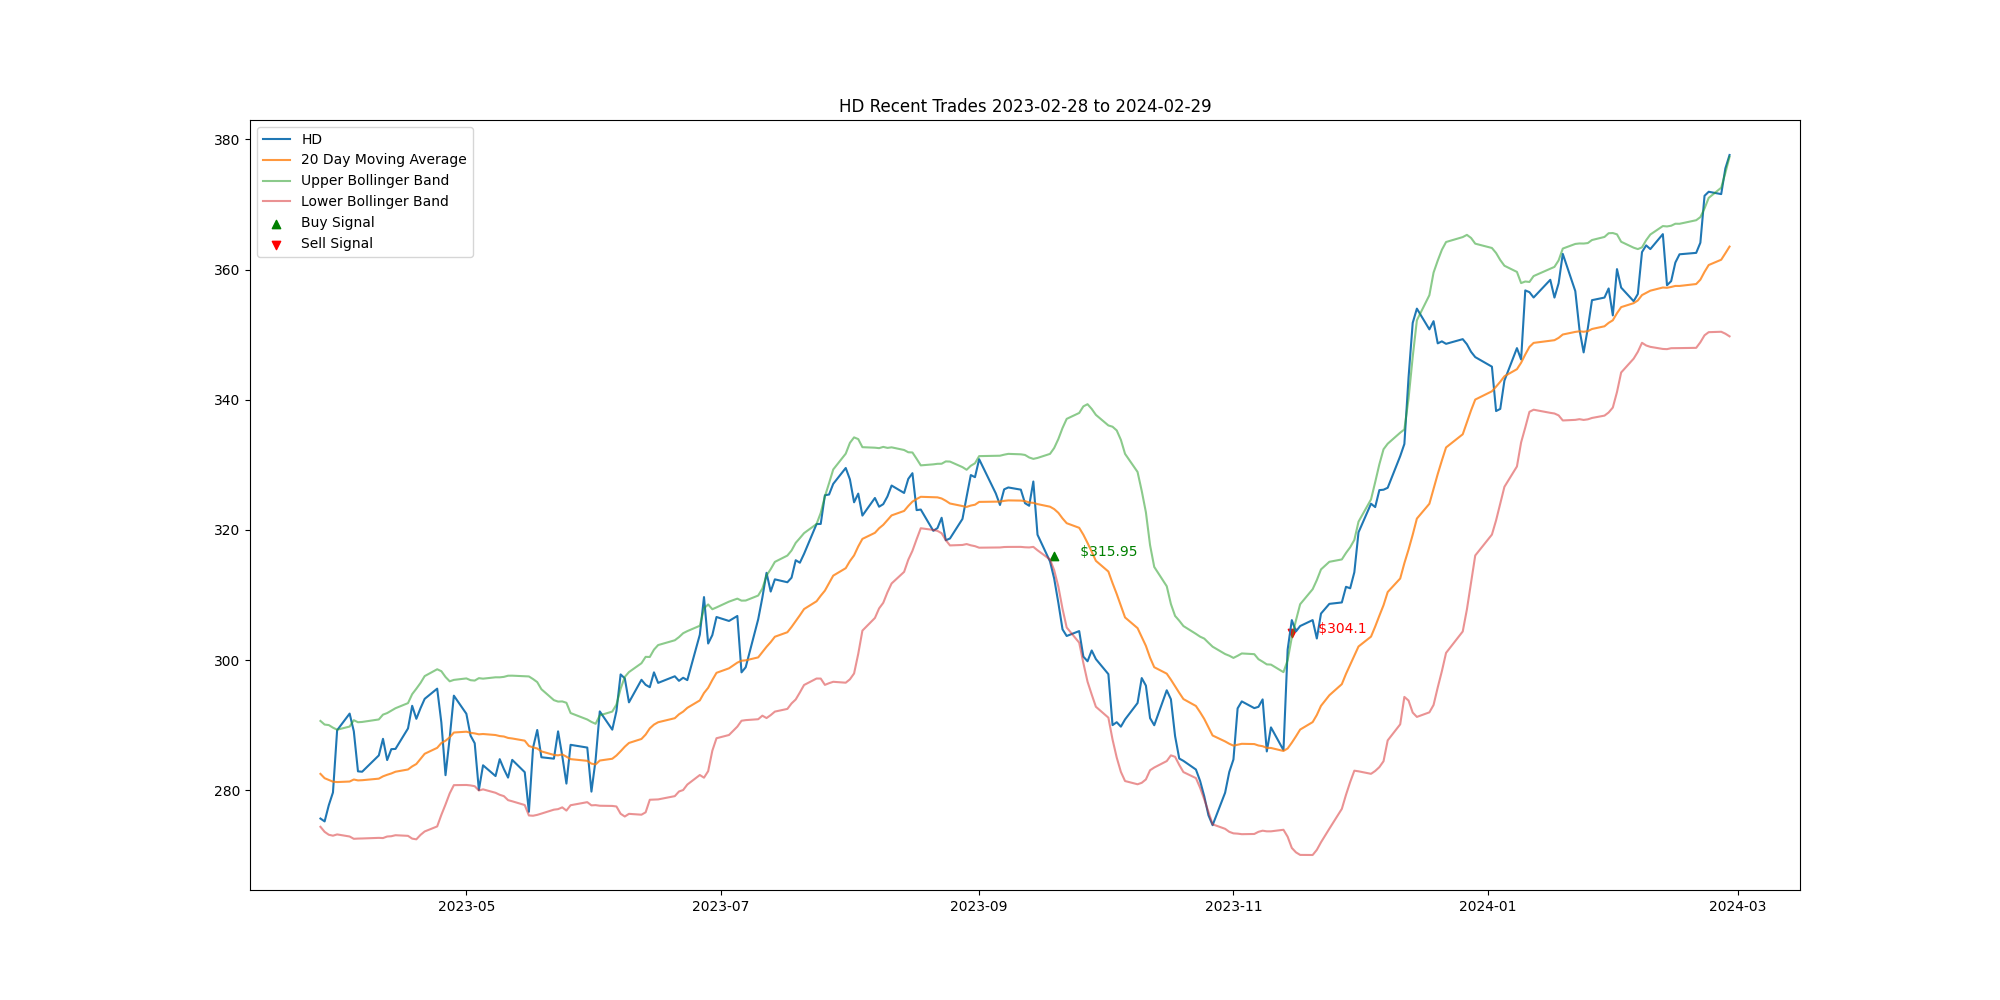 HD Recent Trades 2023-02-28 to 2024-02-29
HD
20 Day Moving Average
Upper Bollinger Band
Lower Bollinger Band
Buy Signal
Sell Signal
380
360
340
320
300
280
$315.95
$304.1
2023-05
2023-07
2023-09
2023-11
2024-01
2024-03